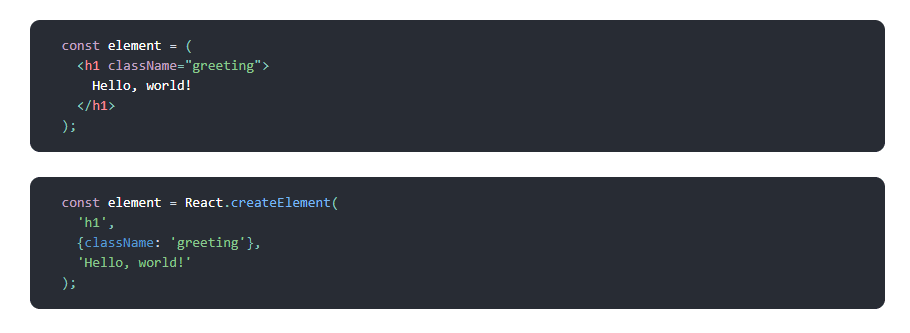 const element = (
  <h1 className="greeting">
    Hello, world!
  </h1>
);
const element = React.createElement(
  'h1',
  {className: 'greeting'},
  'Hello, world!'
);